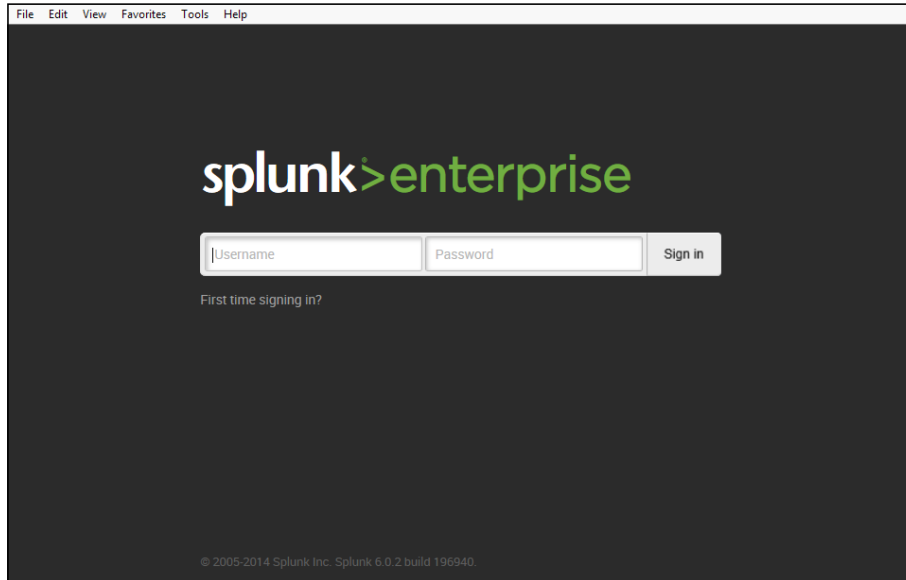 File Edit View Favorites Tools Help
splunk>enterprise
Username Password Sign in
First time signing in?
© 2005-2014 Splunk Inc. Splunk 6.0.2 build 196940.